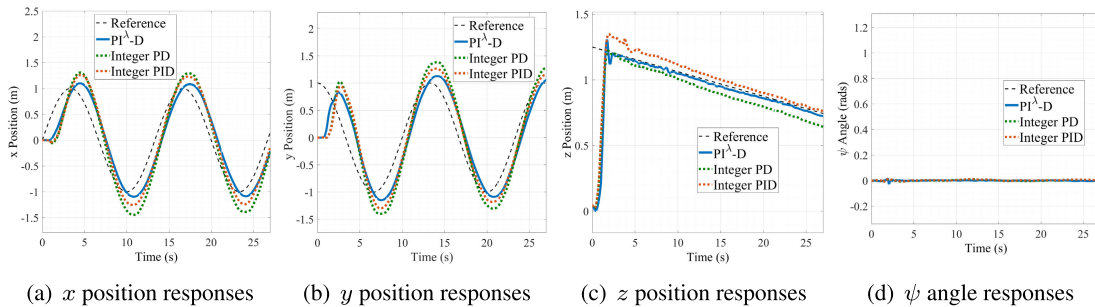 Reference
PI^λ-D
Integer PD
Integer PID
x Position (m)
1.5
1
0.5
0
-0.5
-1
-1.5
0 5 10 15 20 25
Time (s)
(a) x position responses
Reference
PI^λ-D
Integer PD
Integer PID
y Position (m)
2
1.5
1
0.5
0
-0.5
-1
-1.5
0 5 10 15 20 25
Time (s)
(b) y position responses
Reference
PI^λ-D
Integer PD
Integer PID
z Position (m)
1.5
1
0.5
0
0 5 10 15 20 25
Time (s)
(c) z position responses
Reference
PI^λ-D
Integer PD
Integer PID
ψ Angle (rads)
1.2
1
0.8
0.6
0.4
0.2
0
-0.2
0 5 10 15 20 25
Time (s)
(d) ψ angle responses